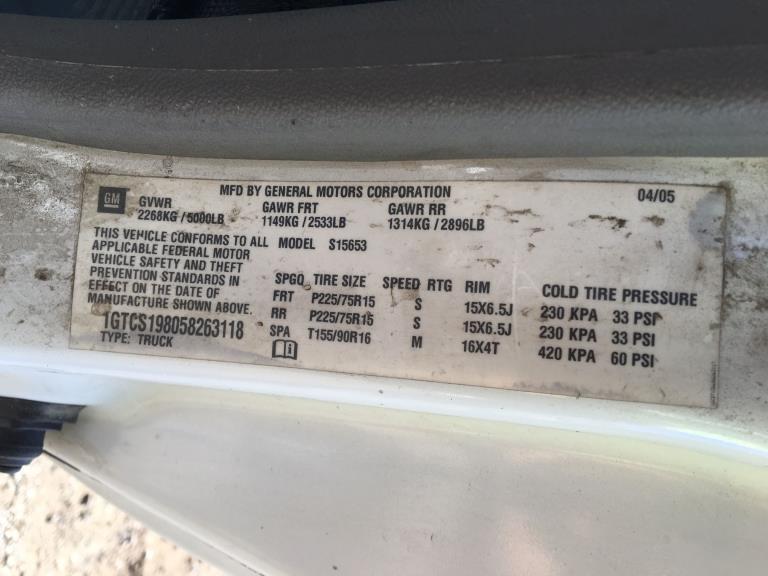 GM
MFD BY GENERAL MOTORS CORPORATION 04/05
GVWR GAWR FRT GAWR RR
2268KG / 5000LB 1149KG / 2533LB 1314KG / 2896LB
THIS VEHICLE CONFORMS TO ALL
APPLICABLE FEDERAL MOTOR
VEHICLE SAFETY AND THEFT
PREVENTION STANDARDS IN
EFFECT ON THE DATE OF
MANUFACTURE SHOWN ABOVE.
1GTCS198058263118
TYPE: TRUCK
MODEL S15653
SPGO TIRE SIZE SPEED RTG RIM COLD TIRE PRESSURE
FRT P225/75R15 S 15X6.5J 230 KPA 33 PSI
RR P225/75R15 S 15X6.5J 230 KPA 33 PSI
SPA T155/90R16 M 16X4T 420 KPA 60 PSI